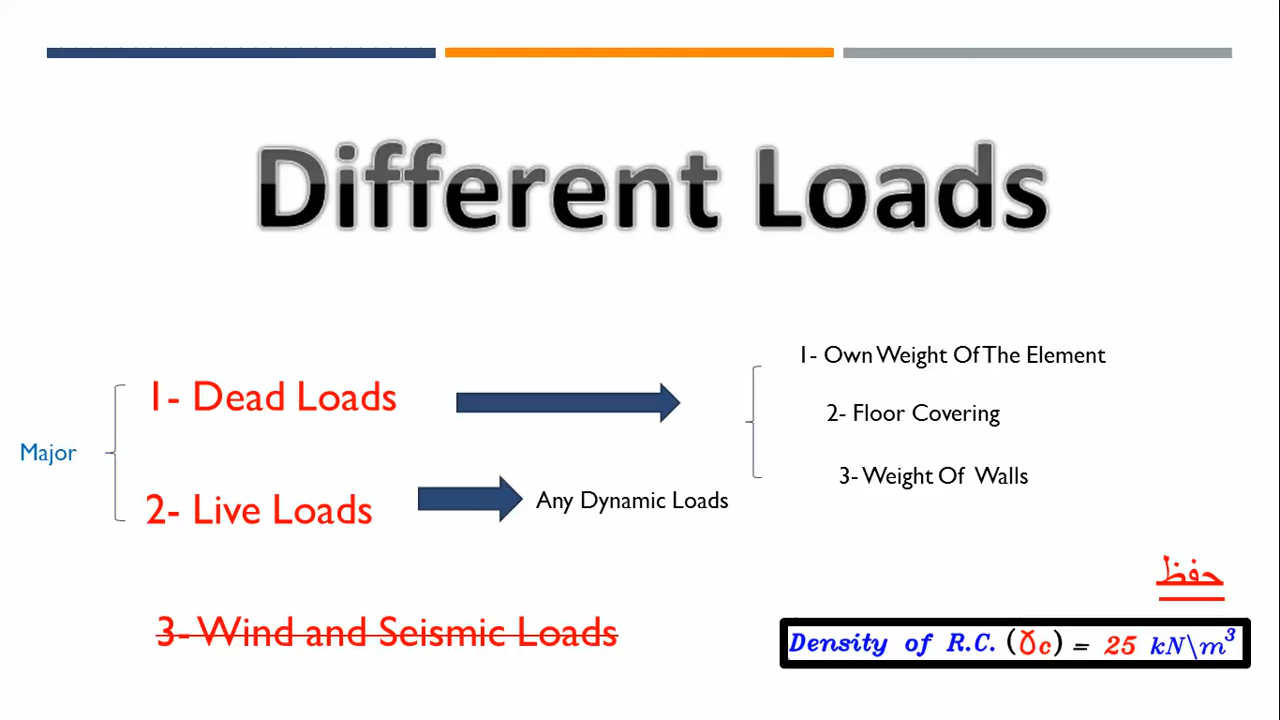 Different Loads
1- Own Weight Of The Element
1- Dead Loads
2- Floor Covering
Major
3- Weight Of Walls
2- Live Loads
Any Dynamic Loads
حفظ
3- Wind and Seismic Loads
Density of R.C. (γc) = 25 kN\m³